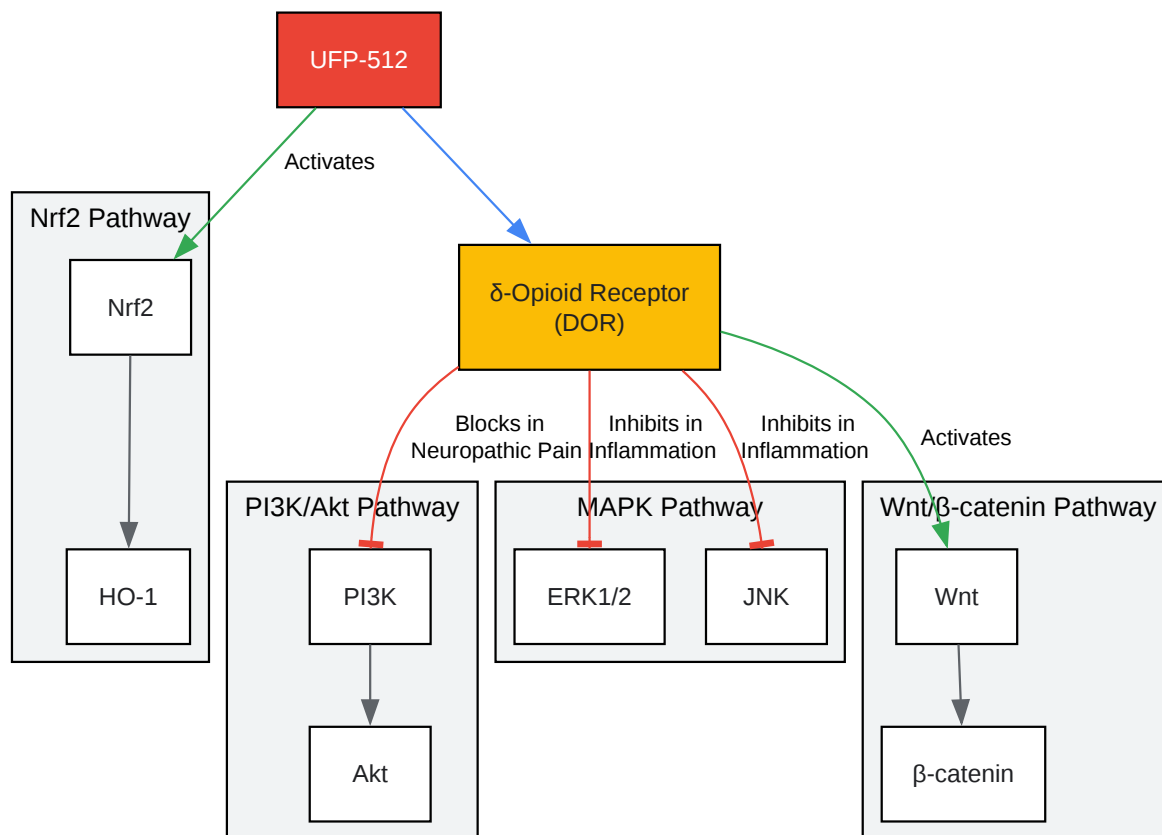 UFP-512
Activates
Nrf2 Pathway
Nrf2
δ-Opioid Receptor
(DOR)
Blocks in
Neuropathic Pain
Inhibits in
Inflammation
Inhibits in
Inflammation
Activates
PI3K/Akt Pathway
MAPK Pathway
Wnt/β-catenin Pathway
HO-1
PI3K
ERK1/2
JNK
Wnt
Akt
β-catenin